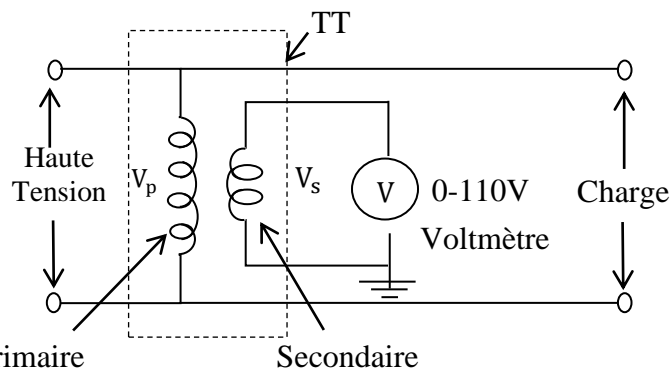 TT
Haute
Tension
Vp
Vs
V
0-110V
Voltmètre
Charge
rimaire
Secondaire